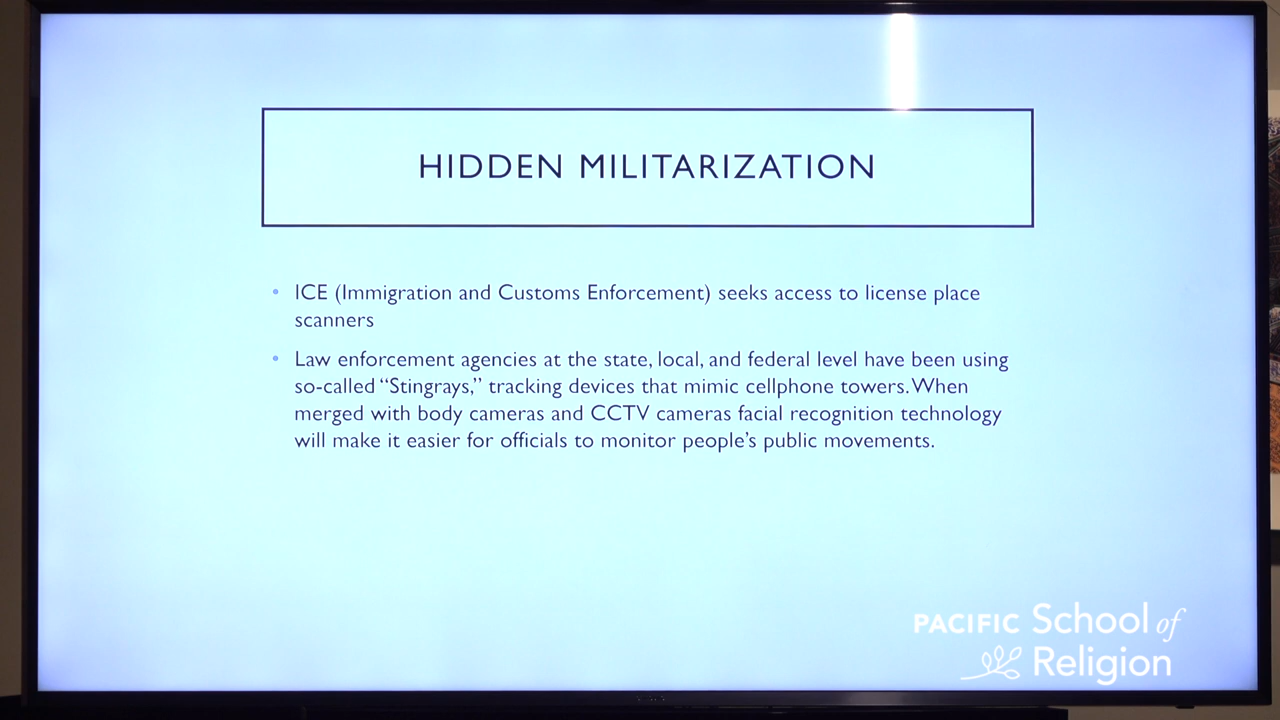 HIDDEN MILITARIZATION
• ICE (Immigration and Customs Enforcement) seeks access to license place
scanners
• Law enforcement agencies at the state, local, and federal level have been using
so-called “Stingrays,” tracking devices that mimic cellphone towers. When
merged with body cameras and CCTV cameras facial recognition technology
will make it easier for officials to monitor people’s public movements.
PACIFIC School of
Religion